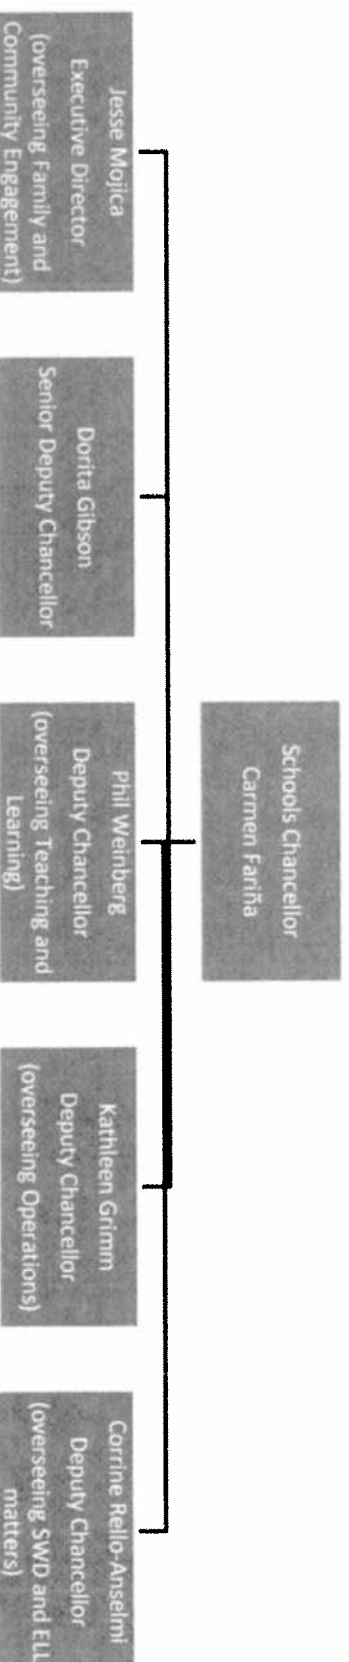 Schools Chancellor
Carmen Fariña
Jesse Mojica
Executive Director
(overseeing Family and
Community Engagement)
Dorita Gibson
Senior Deputy Chancellor
Phil Weinberg
Deputy Chancellor
(overseeing Teaching and
Learning)
Kathleen Grimm
Deputy Chancellor
(overseeing Operations)
Corrine Rello-Anselmi
Deputy Chancellor
(overseeing SWD and ELL
matters)